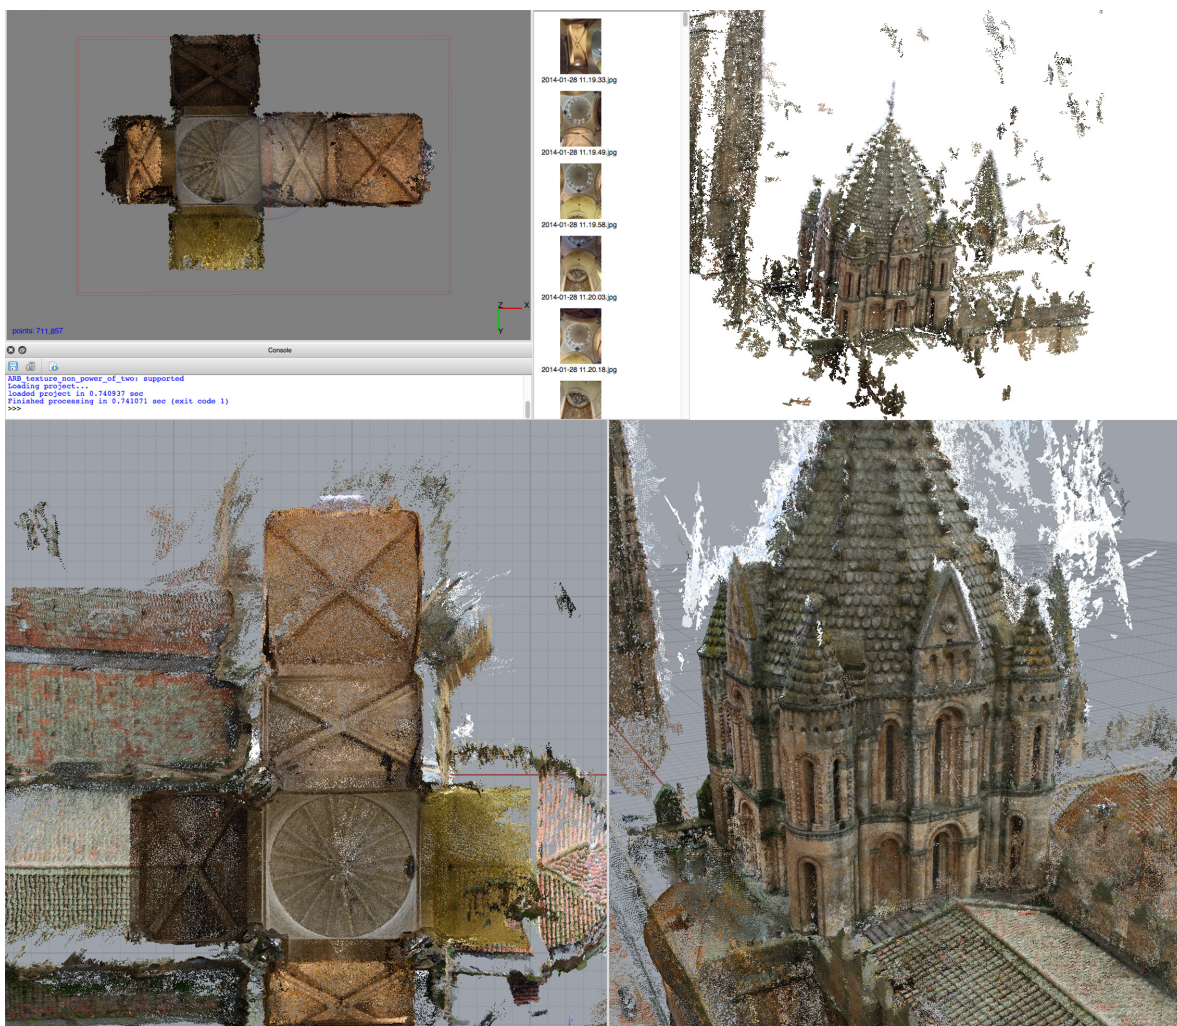 Z
X
Y
points: 711,857
Console
ARB_texture_non_power_of_two: supported
Loading project...
loaded project in 0.740937 sec
Finished processing in 0.741071 sec (exit code 1)
>>>
2014-01-28 11.19.33.jpg
2014-01-28 11.19.49.jpg
2014-01-28 11.19.58.jpg
2014-01-28 11.20.03.jpg
2014-01-28 11.20.18.jpg